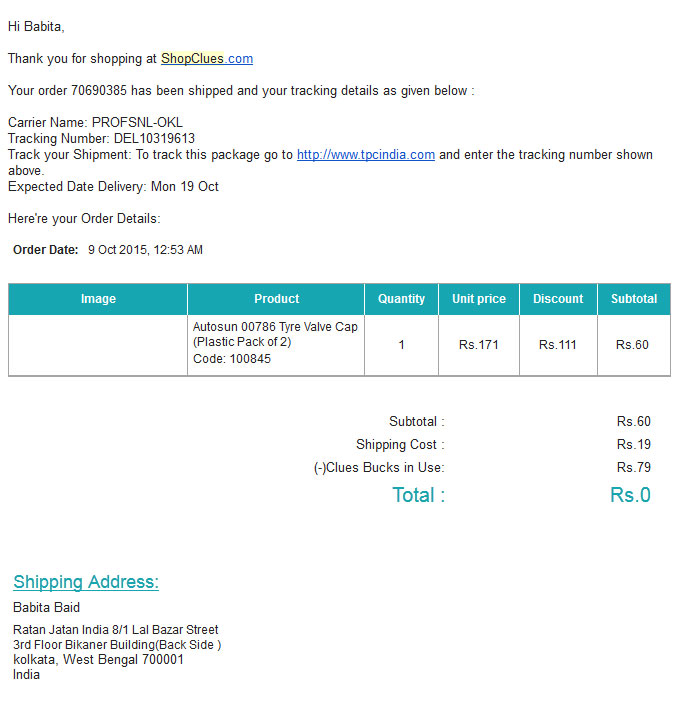 Hi Babita,
Thank you for shopping at ShopClues.com
Your order 70690385 has been shipped and your tracking details as given below :
Carrier Name: PROFSNL-OKL
Tracking Number: DEL10319613
Track your Shipment: To track this package go to http://www.tpcindia.com and enter the tracking number shown
above.
Expected Date Delivery: Mon 19 Oct
Here're your Order Details:
Order Date: 9 Oct 2015, 12:53 AM
Image Product Quantity Unit price Discount Subtotal
Autosun 00786 Tyre Valve Cap
(Plastic Pack of 2)
Code: 100845
1 Rs.171 Rs.111 Rs.60
Subtotal : Rs.60
Shipping Cost : Rs.19
(-)Clues Bucks in Use: Rs.79
Total : Rs.0
Shipping Address:
Babita Baid
Ratan Jatan India 8/1 Lal Bazar Street
3rd Floor Bikaner Building(Back Side )
kolkata, West Bengal 700001
India